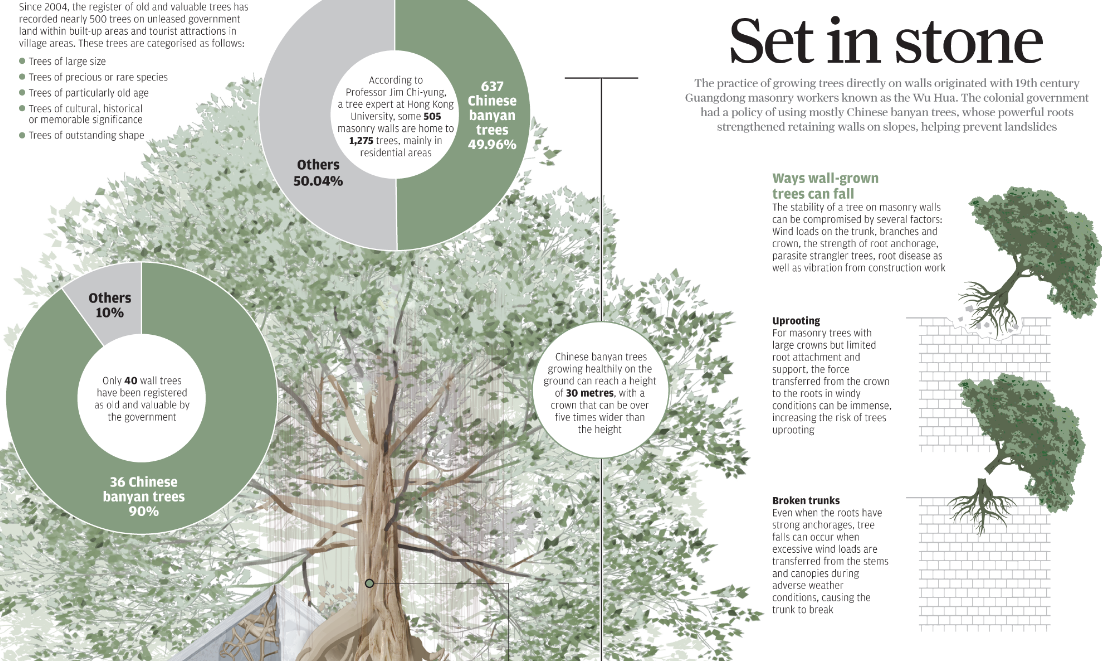 Since 2004, the register of old and valuable trees has
recorded nearly 500 trees on unleased government
land within built-up areas and tourist attractions in
village areas. These trees are categorised as follows:
Trees of large size
Trees of precious or rare species
Trees of particularly old age
Trees of cultural, historical
or memorable significance
Trees of outstanding shape
According to
Professor Jim Chi-yung,
a tree expert at Hong Kong
University, some 505
masonry walls are home to
1,275 trees, mainly in
residential areas
637
Chinese
banyan
trees
49.96%
Others
50.04%
Others
10%
Only 40 wall trees
have been registered
as old and valuable by
the government
36 Chinese
banyan trees
90%
Chinese banyan trees
growing healthily on the
ground can reach a height
of 30 metres, with a
crown that can be over
five times wider than
the height
Set in stone
The practice of growing trees directly on walls originated with 19th century
Guangdong masonry workers known as the Wu Hua. The colonial government
had a policy of using mostly Chinese banyan trees, whose powerful roots
strengthened retaining walls on slopes, helping prevent landslides
Ways wall-grown
trees can fall
The stability of a tree on masonry walls
can be compromised by several factors:
Wind loads on the trunk, branches and
crown, the strength of root anchorage,
parasite strangler trees, root disease as
well as vibration from construction work
Uprooting
For masonry trees with
large crowns but limited
root attachment and
support, the force
transferred from the crown
to the roots in windy
conditions can be immense,
increasing the risk of trees
uprooting
Broken trunks
Even when the roots have
strong anchorages, tree
falls can occur when
excessive wind loads are
transferred from the stems
and canopies during
adverse weather
conditions, causing the
trunk to break